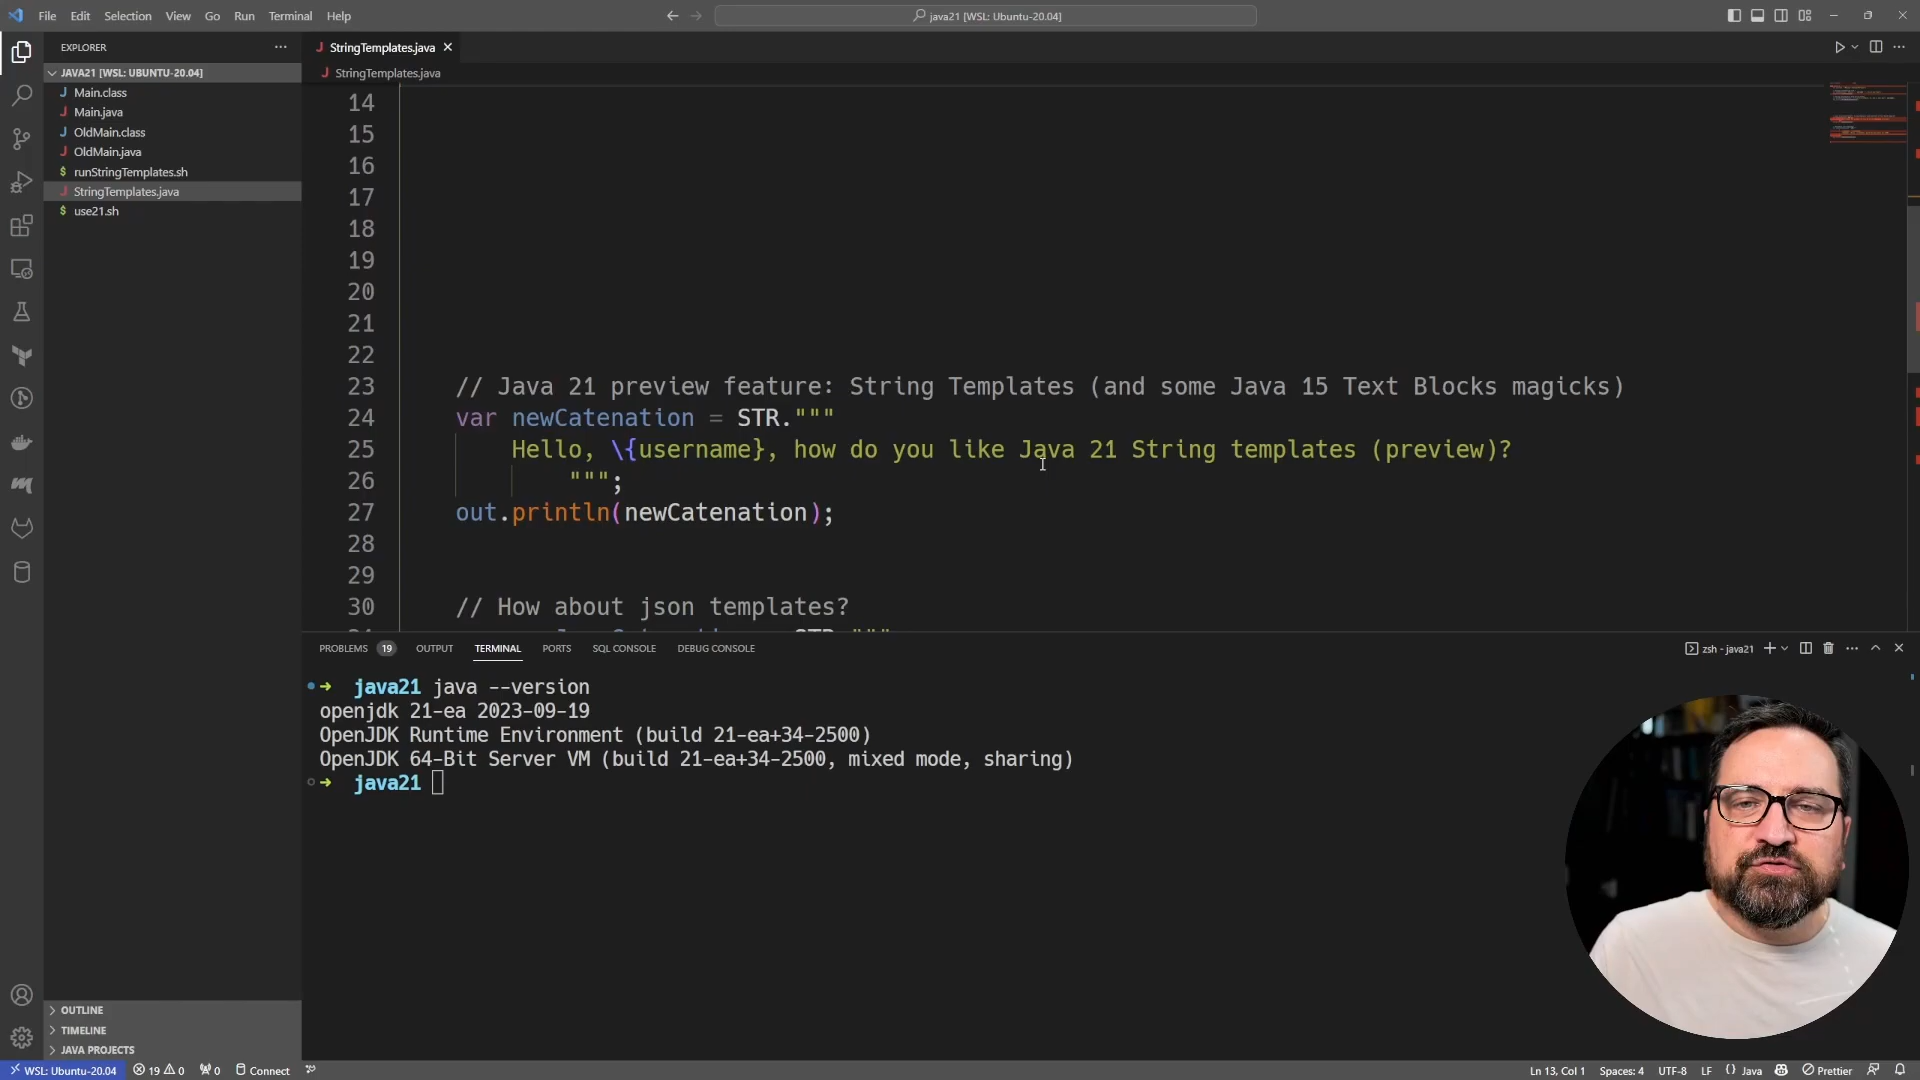 File Edit Selection View Go Run Terminal Help
java21 [WSL: Ubuntu-20.04]
EXPLORER
JAVA21 [WSL: UBUNTU-20.04]
Main.class
Main.java
OldMain.class
OldMain.java
runStringTemplates.sh
StringTemplates.java
use21.sh
OUTLINE
TIMELINE
JAVA PROJECTS
StringTemplates.java
StringTemplates.java
14
15
16
17
18
19
20
21
22
23 // Java 21 preview feature: String Templates (and some Java 15 Text Blocks magicks)
24 var newCatenation = STR."""
25 Hello, \{username}, how do you like Java 21 String templates (preview)?
26 """;
27 out.println(newCatenation);
28
29
30 // How about json templates?
PROBLEMS 19 OUTPUT TERMINAL PORTS SQL CONSOLE DEBUG CONSOLE
zsh - java21
java21 java --version
openjdk 21-ea 2023-09-19
OpenJDK Runtime Environment (build 21-ea+34-2500)
OpenJDK 64-Bit Server VM (build 21-ea+34-2500, mixed mode, sharing)
java21
WSL: Ubuntu-20.04 19 0 0 Connect
Ln 13, Col 1 Spaces: 4 UTF-8 LF {} Java Prettier